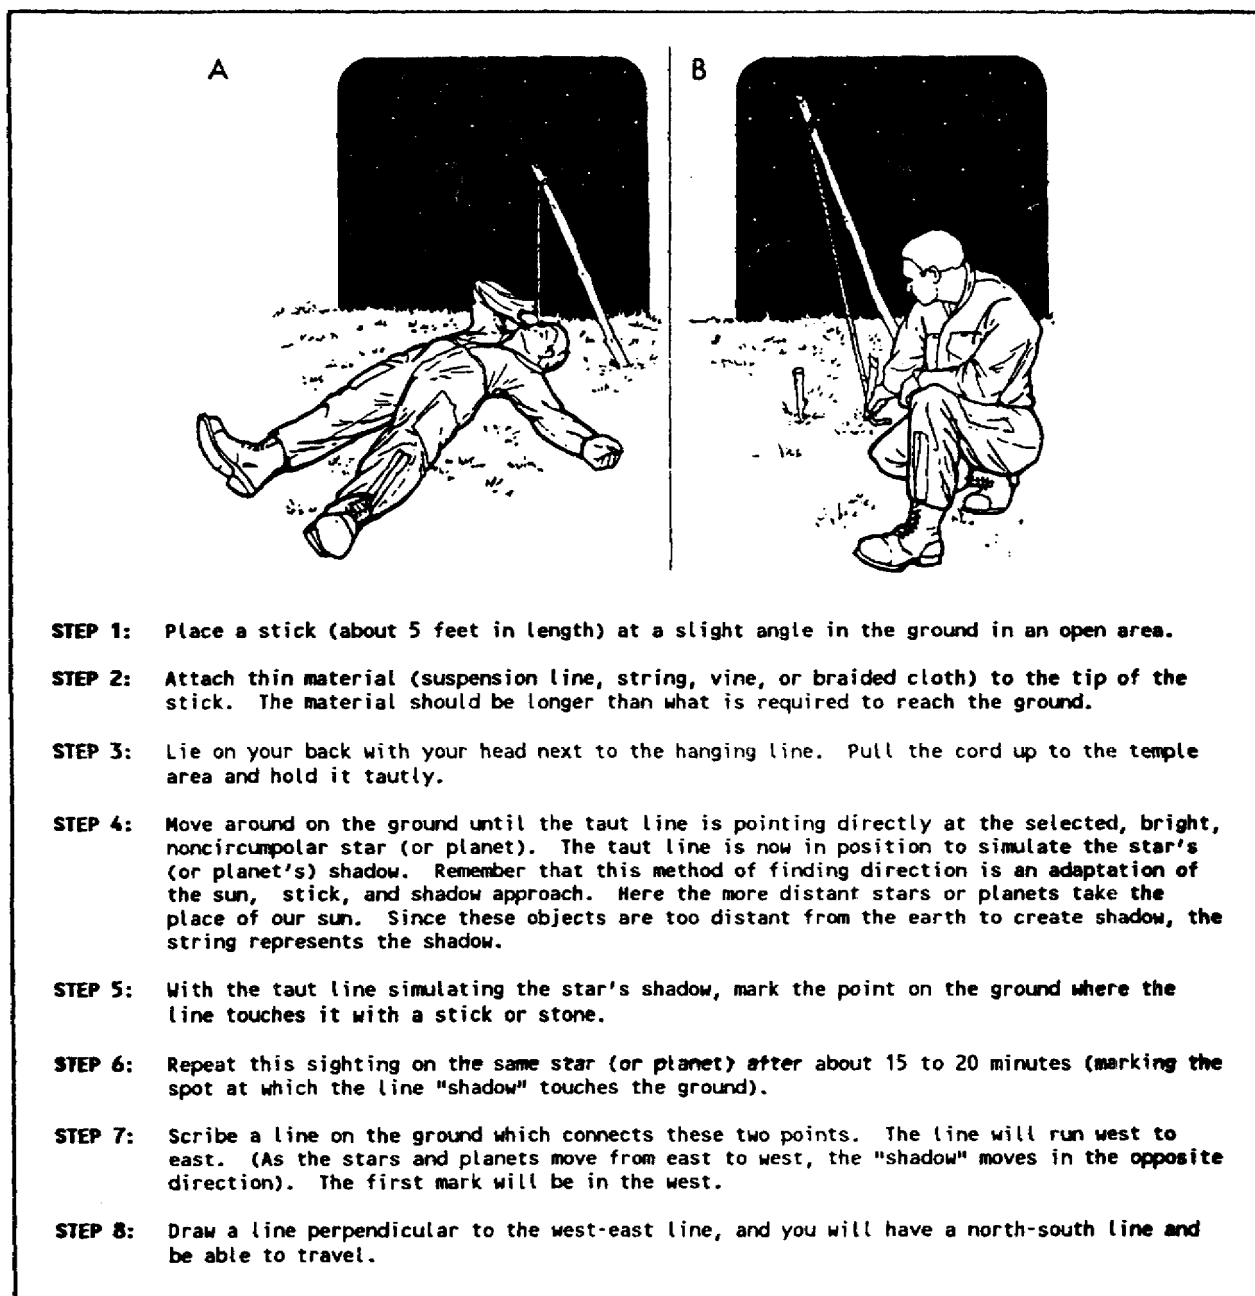 A
B
STEP 1: Place a stick (about 5 feet in length) at a slight angle in the ground in an open area.
STEP 2: Attach thin material (suspension line, string, vine, or braided cloth) to the tip of the
stick. The material should be longer than what is required to reach the ground.
STEP 3: Lie on your back with your head next to the hanging line. Pull the cord up to the temple
area and hold it tautly.
STEP 4: Move around on the ground until the taut line is pointing directly at the selected, bright,
noncircumpolar star (or planet). The taut line is now in position to simulate the star's
(or planet's) shadow. Remember that this method of finding direction is an adaptation of
the sun, stick, and shadow approach. Here the more distant stars or planets take the
place of our sun. Since these objects are too distant from the earth to create shadow, the
string represents the shadow.
STEP 5: With the taut line simulating the star's shadow, mark the point on the ground where the
line touches it with a stick or stone.
STEP 6: Repeat this sighting on the same star (or planet) after about 15 to 20 minutes (marking the
spot at which the line "shadow" touches the ground).
STEP 7: Scribe a line on the ground which connects these two points. The line will run west to
east. (As the stars and planets move from east to west, the "shadow" moves in the opposite
direction). The first mark will be in the west.
STEP 8: Draw a line perpendicular to the west-east line, and you will have a north-south line and
be able to travel.